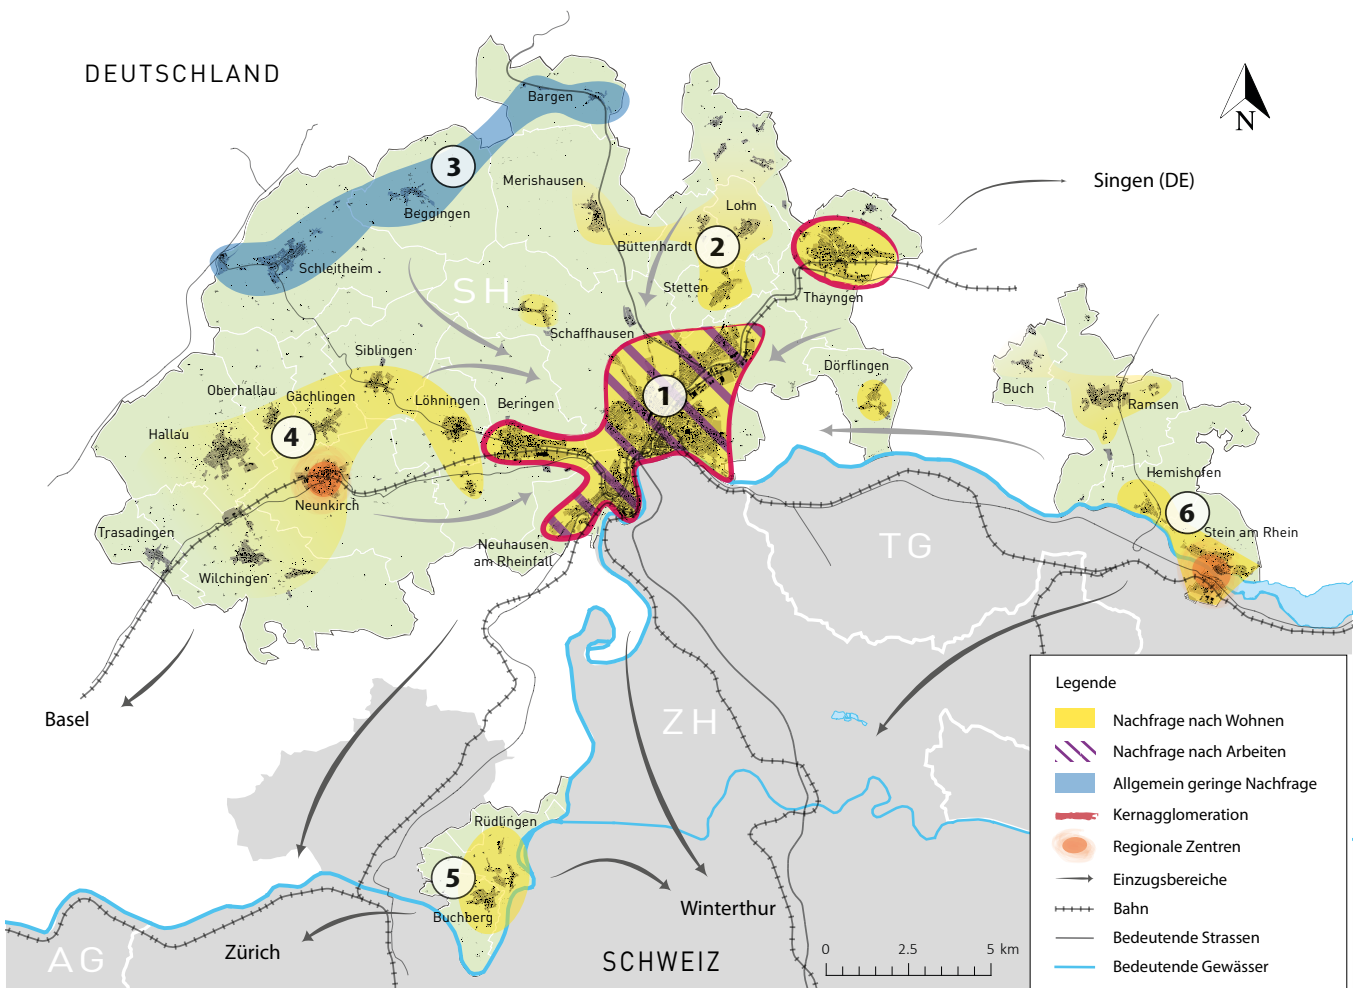 DEUTSCHLAND
N
Bargen
3
Singen (DE)
Merishausen
Beggingen
Lohn
Büttenhardt
2
Schleitheim
SH
Stetten
Thayngen
Schaffhausen
Siblingen
Dörflingen
Buch
Ramsen
Oberhallau
Gächlingen
Löhningen
Beringen
1
Hallau
4
Hemishofen
Neunkirch
6
Stein am Rhein
Trasadingen
Neuhausen
am Rheinfall
TG
Wilchingen
Basel
ZH
Rüdlingen
5
Buchberg
Winterthur
Zürich
AG
SCHWEIZ
0 2.5 5 km
Legende
Nachfrage nach Wohnen
Nachfrage nach Arbeiten
Allgemein geringe Nachfrage
Kernagglomeration
Regionale Zentren
Einzugsbereiche
Bahn
Bedeutende Strassen
Bedeutende Gewässer